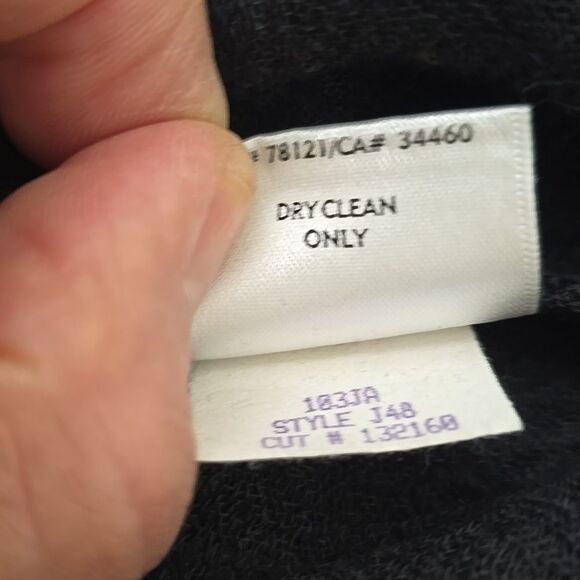 # 78121/CA# 34460
DRY CLEAN
ONLY
103JA
STYLE J48
CUT # 132160